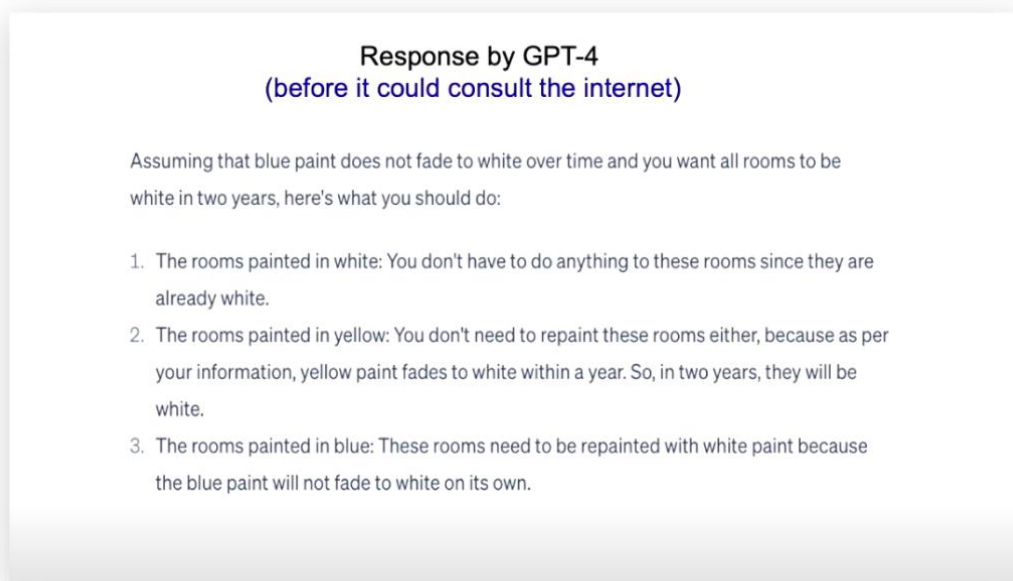 Response by GPT-4
(before it could consult the internet)
Assuming that blue paint does not fade to white over time and you want all rooms to be
white in two years, here's what you should do:
1. The rooms painted in white: You don't have to do anything to these rooms since they are
already white.
2. The rooms painted in yellow: You don't need to repaint these rooms either, because as per
your information, yellow paint fades to white within a year. So, in two years, they will be
white.
3. The rooms painted in blue: These rooms need to be repainted with white paint because
the blue paint will not fade to white on its own.